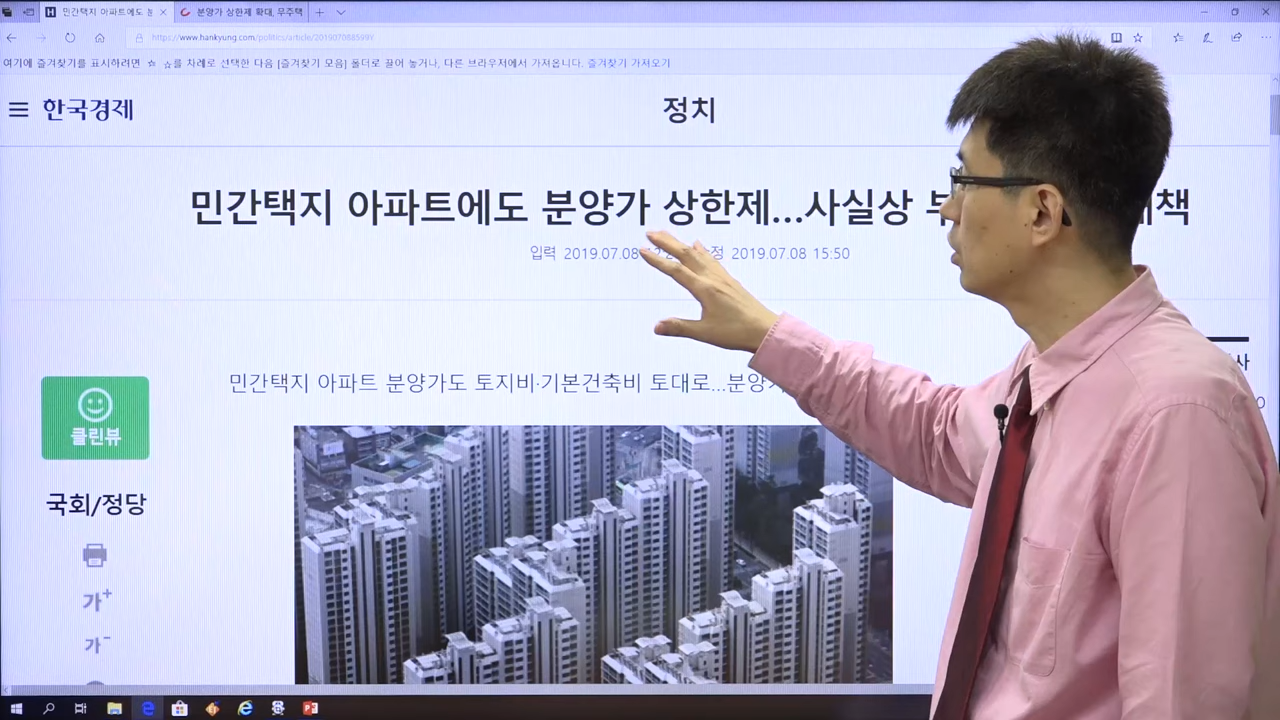 민간택지 아파트에도 분
분양가 상한제 확대, 무주택
https://www.hankyung.com/politics/article/201907088599Y
여기에 즐겨찾기를 표시하려면 ☆ 을 차례로 선택한 다음 [즐겨찾기 모음] 폴더로 끌어 놓거나, 다른 브라우저에서 가져옵니다. 즐겨찾기 가져오기
한국경제
정치
민간택지 아파트에도 분양가 상한제...사실상
입력 2019.07.08 2019.07.08 15:50
민간택지 아파트 분양가도 토지비·기본건축비 토대로...분양
클린뷰
국회/정당
가+
가-